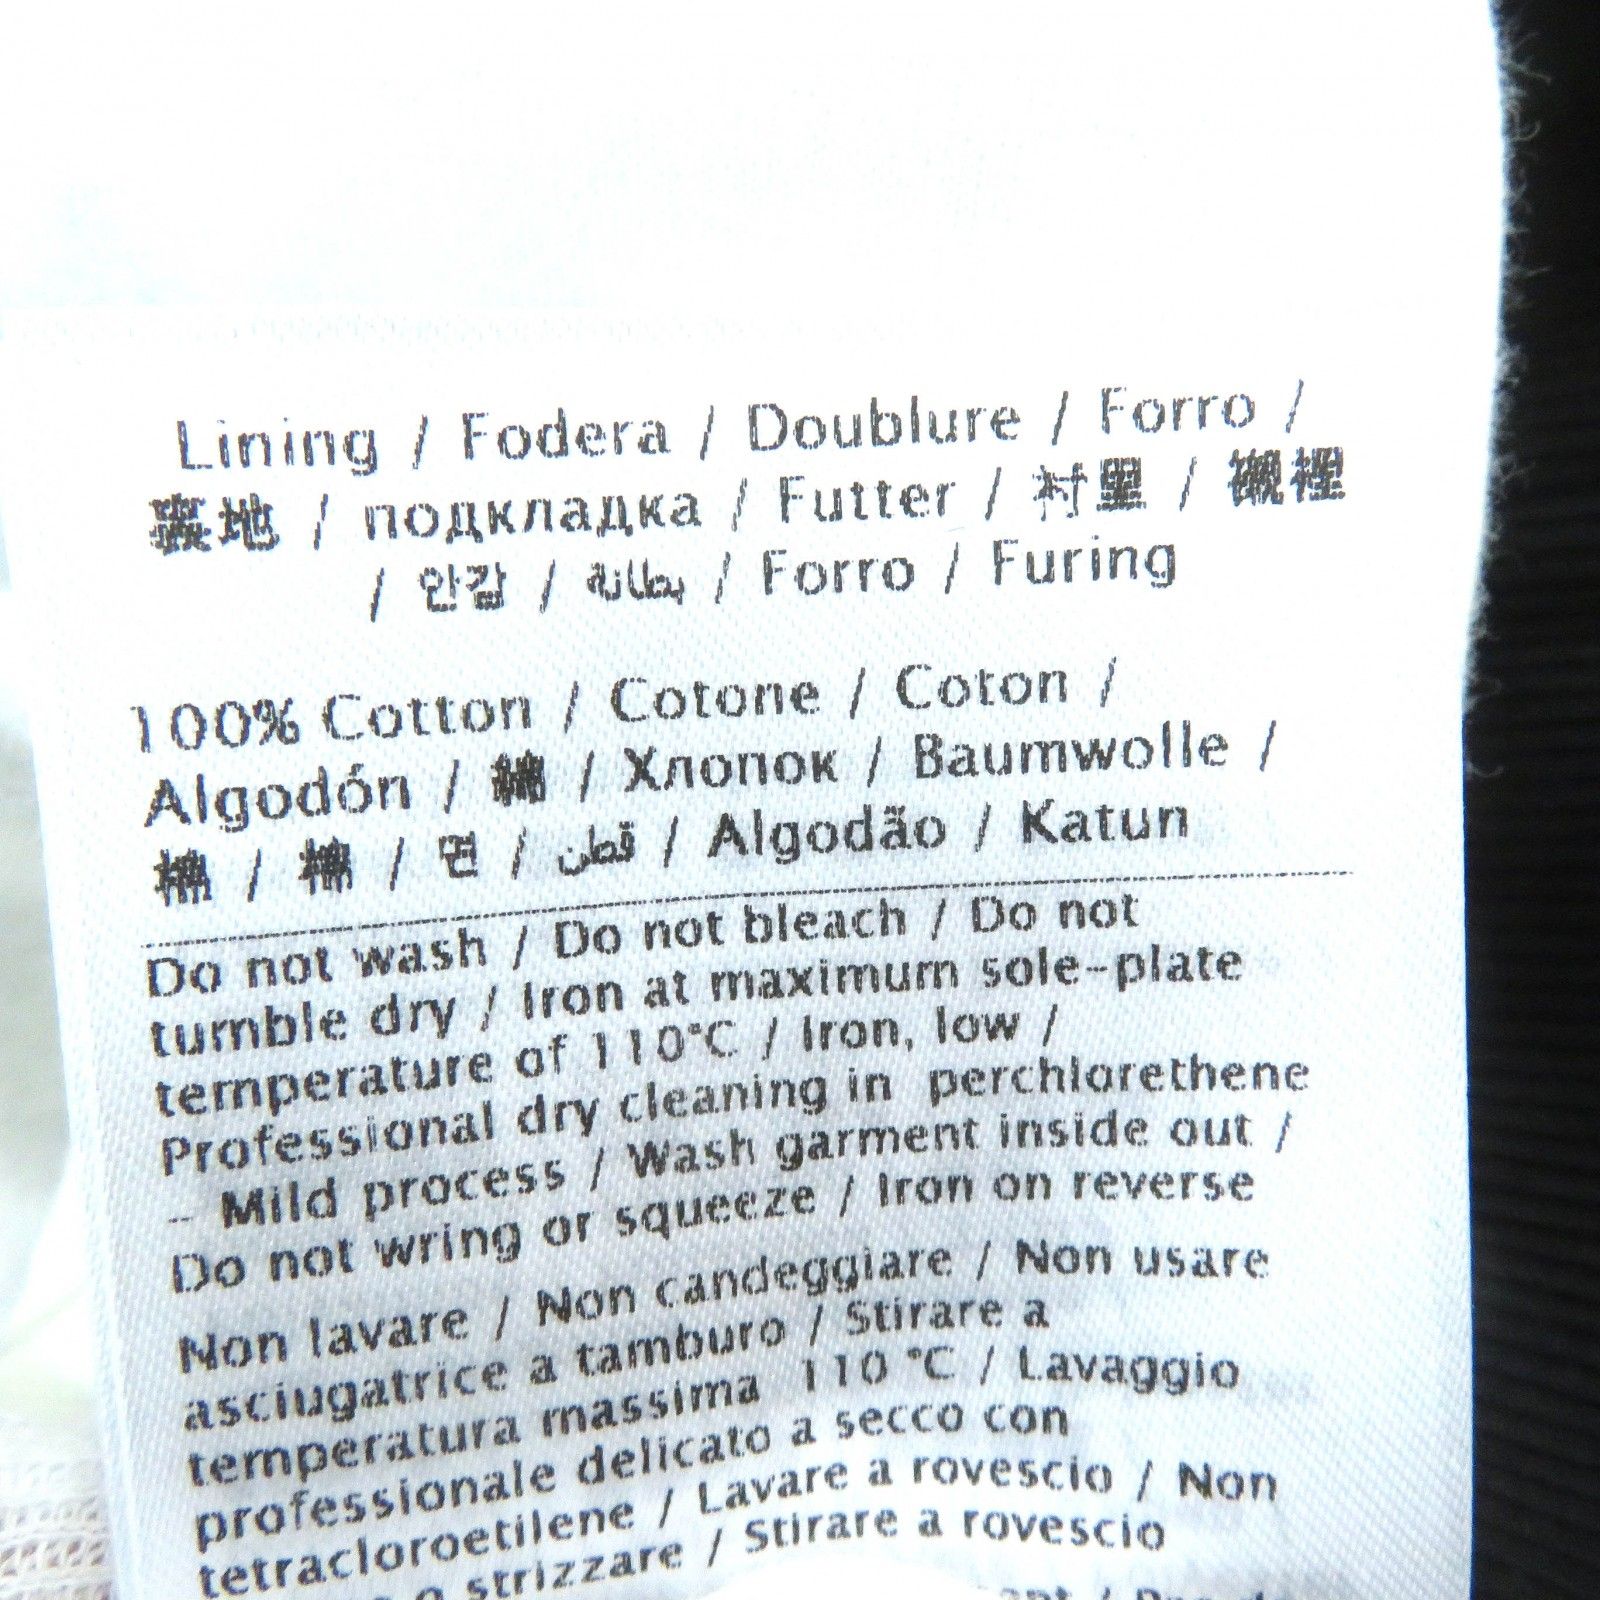 Lining / Fodera / Doublure / Forro /
裏地 / подкладка / Futter / 衬里 / 襯裡
/ 안감 / بطانة / Forro / Furing
100% Cotton / Cotone / Coton /
Algodón / 綿 / Хлопок / Baumwolle /
棉 / 棉 / 면 / قطن / Algodão / Katun
Do not wash / Do not bleach / Do not
tumble dry / Iron at maximum sole-plate
temperature of 110°C / Iron, low /
Professional dry cleaning in perchlorethene
- Mild process / Wash garment inside out /
Do not wring or squeeze / Iron on reverse
Non lavare / Non candeggiare / Non usare
asciugatrice a tamburo / Stirare a
temperatura massima 110 °C / Lavaggio
professionale delicato a secco con
tetracloroetilene / Lavare a rovescio / Non
o strizzare / Stirare a rovescio